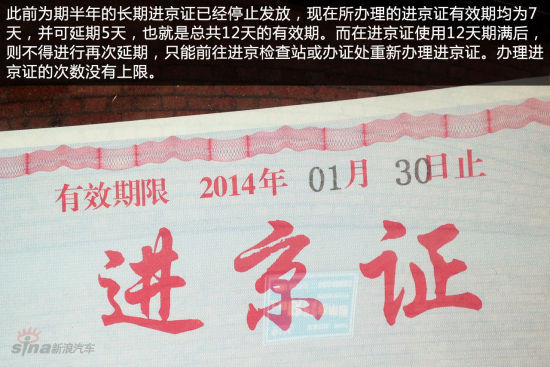 此前为期半年的长期进京证已经停止发放，现在所办理的进京证有效期均为7
天，并可延期5天，也就是总共12天的有效期。而在进京证使用12天期满后，
则不得进行再次延期，只能前往进京检查站或办证处重新办理进京证。办理进
京证的次数没有上限。
有效期限 2014年 01月 30日止
进京证
sina新浪汽车